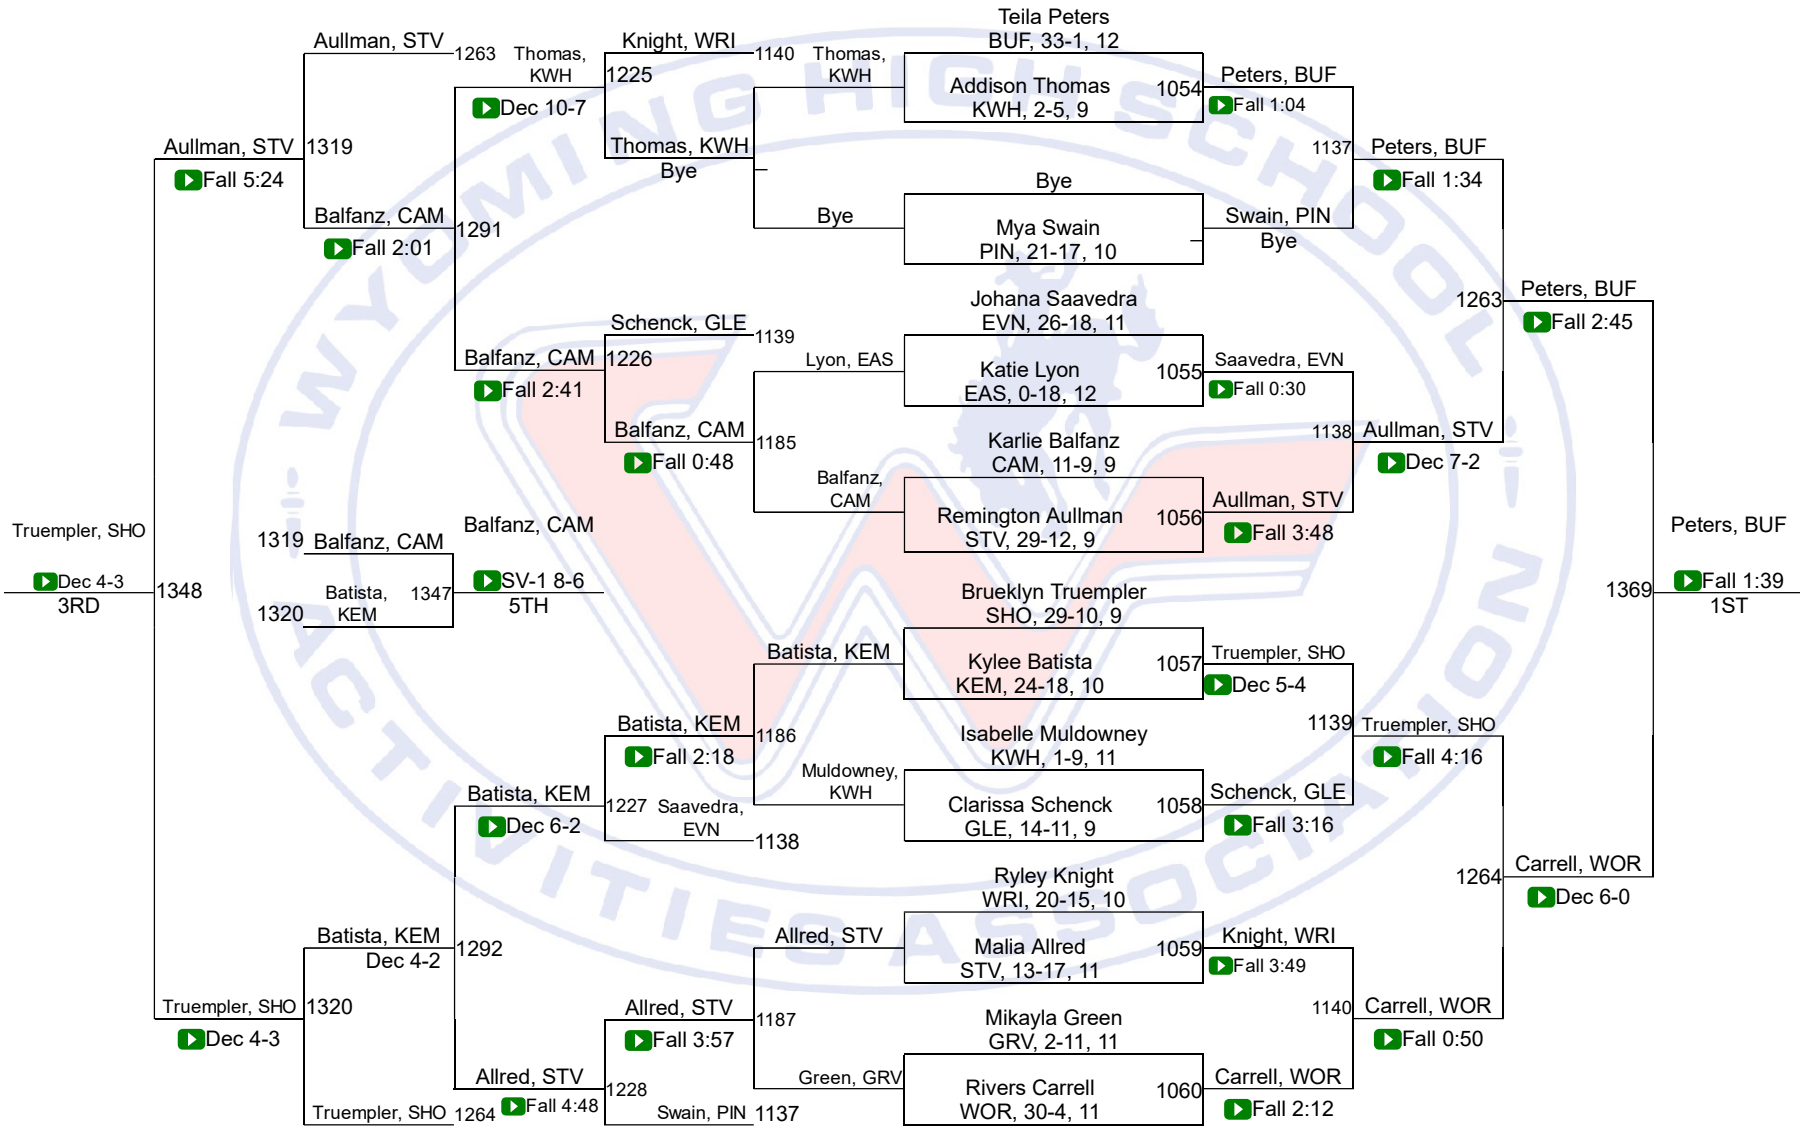 Teila Peters
Aullman, STV
1263
Thomas,
KWH
Knight, WRI
1140
Thomas,
KWH
BUF, 33-1, 12
1225
Addison Thomas
1054
Peters, BUF
Dec 10-7
KWH, 2-5, 9
Fall 1:04
Aullman, STV
1319
Thomas, KWH
1137
Peters, BUF
Fall 5:24
Bye
Bye
Fall 1:34
Balfanz, CAM
1291
Bye
Mya Swain
Swain, PIN
Fall 2:01
PIN, 21-17, 10
Bye
Johana Saavedra
1263
Peters, BUF
Schenck, GLE
1139
EVN, 26-18, 11
Fall 2:45
Balfanz, CAM
1226
Lyon, EAS
Katie Lyon
1055
Saavedra, EVN
Fall 2:41
EAS, 0-18, 12
Fall 0:30
Balfanz, CAM
1185
Karlie Balfanz
1138
Aullman, STV
Fall 0:48
CAM, 11-9, 9
Dec 7-2
Balfanz,
CAM
Remington Aullman
1056
Aullman, STV
STV, 29-12, 9
Fall 3:48
Truempler, SHO
1319
Balfanz, CAM
Balfanz, CAM
Peters, BUF
Dec 4-3
3RD
1348
Batista,
KEM
1347
SV-1 8-6
5TH
1320
Brueklyn Truempler
1369
Fall 1:39
1ST
SHO, 29-10, 9
Batista, KEM
Kylee Batista
1057
Truempler, SHO
KEM, 24-18, 10
Dec 5-4
Batista, KEM
1186
Isabelle Muldowney
1139
Truempler, SHO
Fall 2:18
KWH, 1-9, 11
Fall 4:16
Batista, KEM
1227
Saavedra,
EVN
Muldowney,
KWH
Clarissa Schenck
1058
Schenck, GLE
Dec 6-2
1138
GLE, 14-11, 9
Fall 3:16
Ryley Knight
1264
Carrell, WOR
WRI, 20-15, 10
Dec 6-0
Batista, KEM
1292
Allred, STV
Malia Allred
1059
Knight, WRI
Dec 4-2
STV, 13-17, 11
Fall 3:49
Truempler, SHO
1320
Allred, STV
1187
Mikayla Green
1140
Carrell, WOR
Dec 4-3
Fall 3:57
GRV, 2-11, 11
Fall 0:50
Allred, STV
1228
Green, GRV
Rivers Carrell
1060
Carrell, WOR
Truempler, SHO
1264
Fall 4:48
Swain, PIN
1137
WOR, 30-4, 11
Fall 2:12
WYOMING HIGH SCHOOL
ACTIVITIES ASSOCIATION